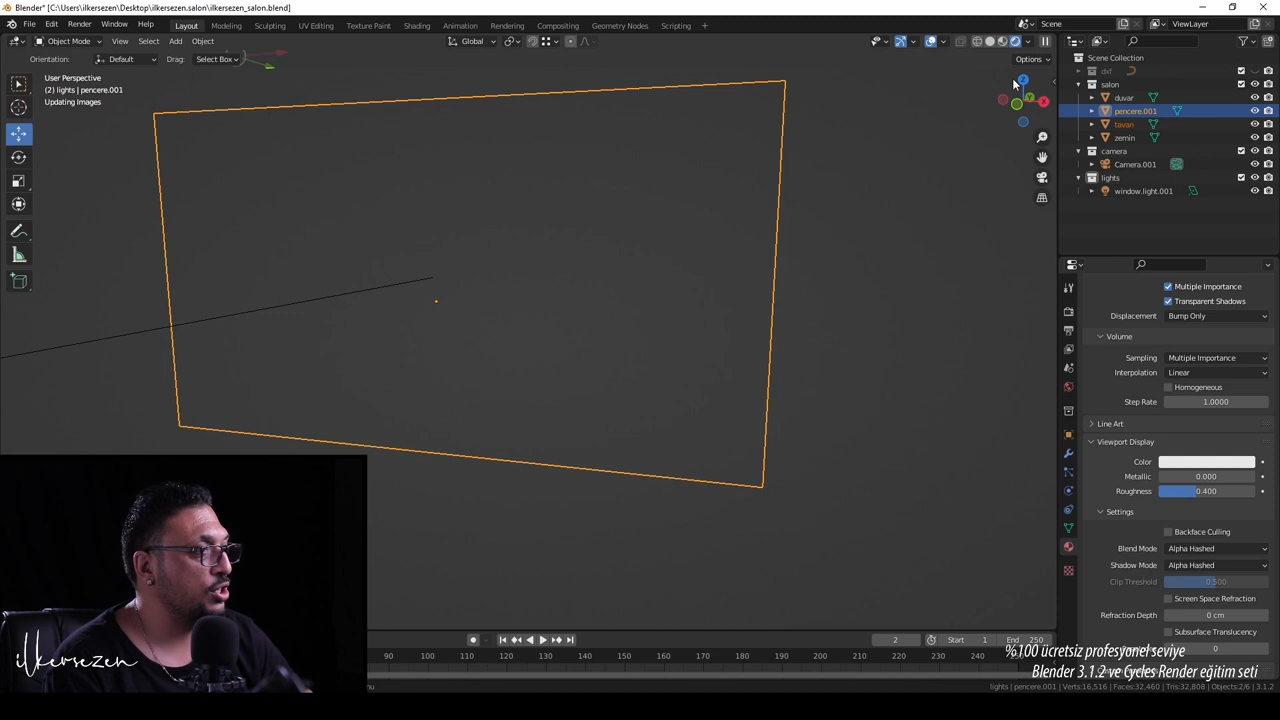 Blender* [C:\Users\ilkersezen\Desktop\ilkersezen.salon\ilkersezen_salon.blend]
File Edit Render Window Help Layout Modeling Sculpting UV Editing Texture Paint Shading Animation Rendering Compositing Geometry Nodes Scripting + Scene ViewLayer
Object Mode View Select Add Object Global
Orientation: Default Drag: Select Box Options
User Perspective
(2) lights | pencere.001
Updating Images
Z
Y
X
Scene Collection
dxf
salon
duvar
pencere.001
tavan
zemin
camera
Camera.001
lights
window.light.001
Multiple Importance
Transparent Shadows
Displacement Bump Only
Volume
Sampling Multiple Importance
Interpolation Linear
Homogeneous
Step Rate 1.0000
Line Art
Viewport Display
Color
Metallic 0.000
Roughness 0.400
Settings
Backface Culling
Blend Mode Alpha Hashed
Shadow Mode Alpha Hashed
Clip Threshold 0.500
Screen Space Refraction
Refraction Depth 0 cm
Subsurface Translucency
0
2 Start 1 End 250
90 100 110 120 130 140 150 160 170 180 190 200 210 220 230 240
ilkersezen
%100 ücretsiz profesyonel seviye
Blender 3.1.2 ve Cycles Render eğitim seti
lights | pencere.001 | Verts:16,516 | Faces:32,460 | Tris:32,808 | Objects:2/6 | 3.1.2